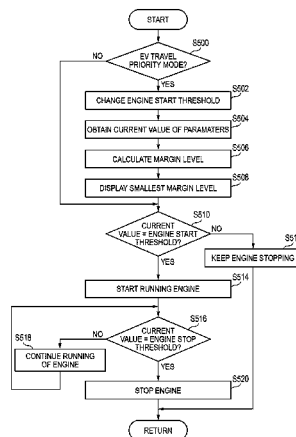 START
S500
EV TRAVEL
PRIORITY MODE?
NO
YES
S502
CHANGE ENGINE START THRESHOLD
S504
OBTAIN CURRENT VALUE OF PARAMATERS
S506
CALCULATE MARGIN LEVEL
S508
DISPLAY SMALLEST MARGIN LEVEL
S510
CURRENT
VALUE = ENGINE START
THRESHOLD?
NO
YES
KEEP ENGINE STOPPING
S514
START RUNNING ENGINE
S516
CURRENT
VALUE = ENGINE STOP
THRESHOLD?
NO
YES
S518
CONTINUE RUNNING
OF ENGINE
S520
STOP ENGINE
RETURN